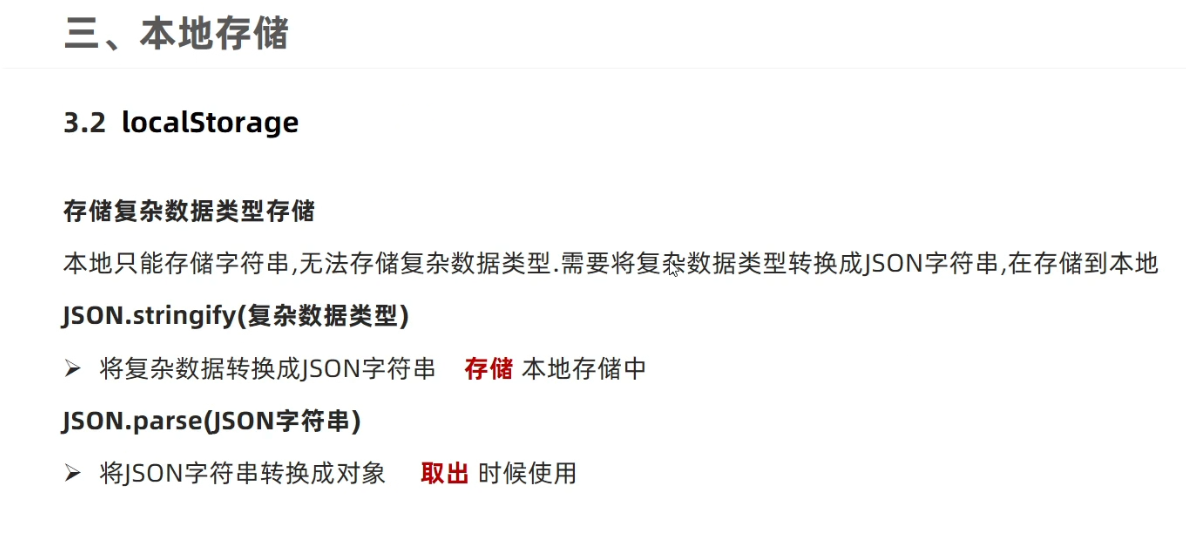 三、本地存储
3.2 localStorage
存储复杂数据类型存储
本地只能存储字符串,无法存储复杂数据类型.需要将复杂数据类型转换成JSON字符串,在存储到本地
JSON.stringify(复杂数据类型)
➢ 将复杂数据转换成JSON字符串 存储 本地存储中
JSON.parse(JSON字符串)
➢ 将JSON字符串转换成对象 取出 时候使用